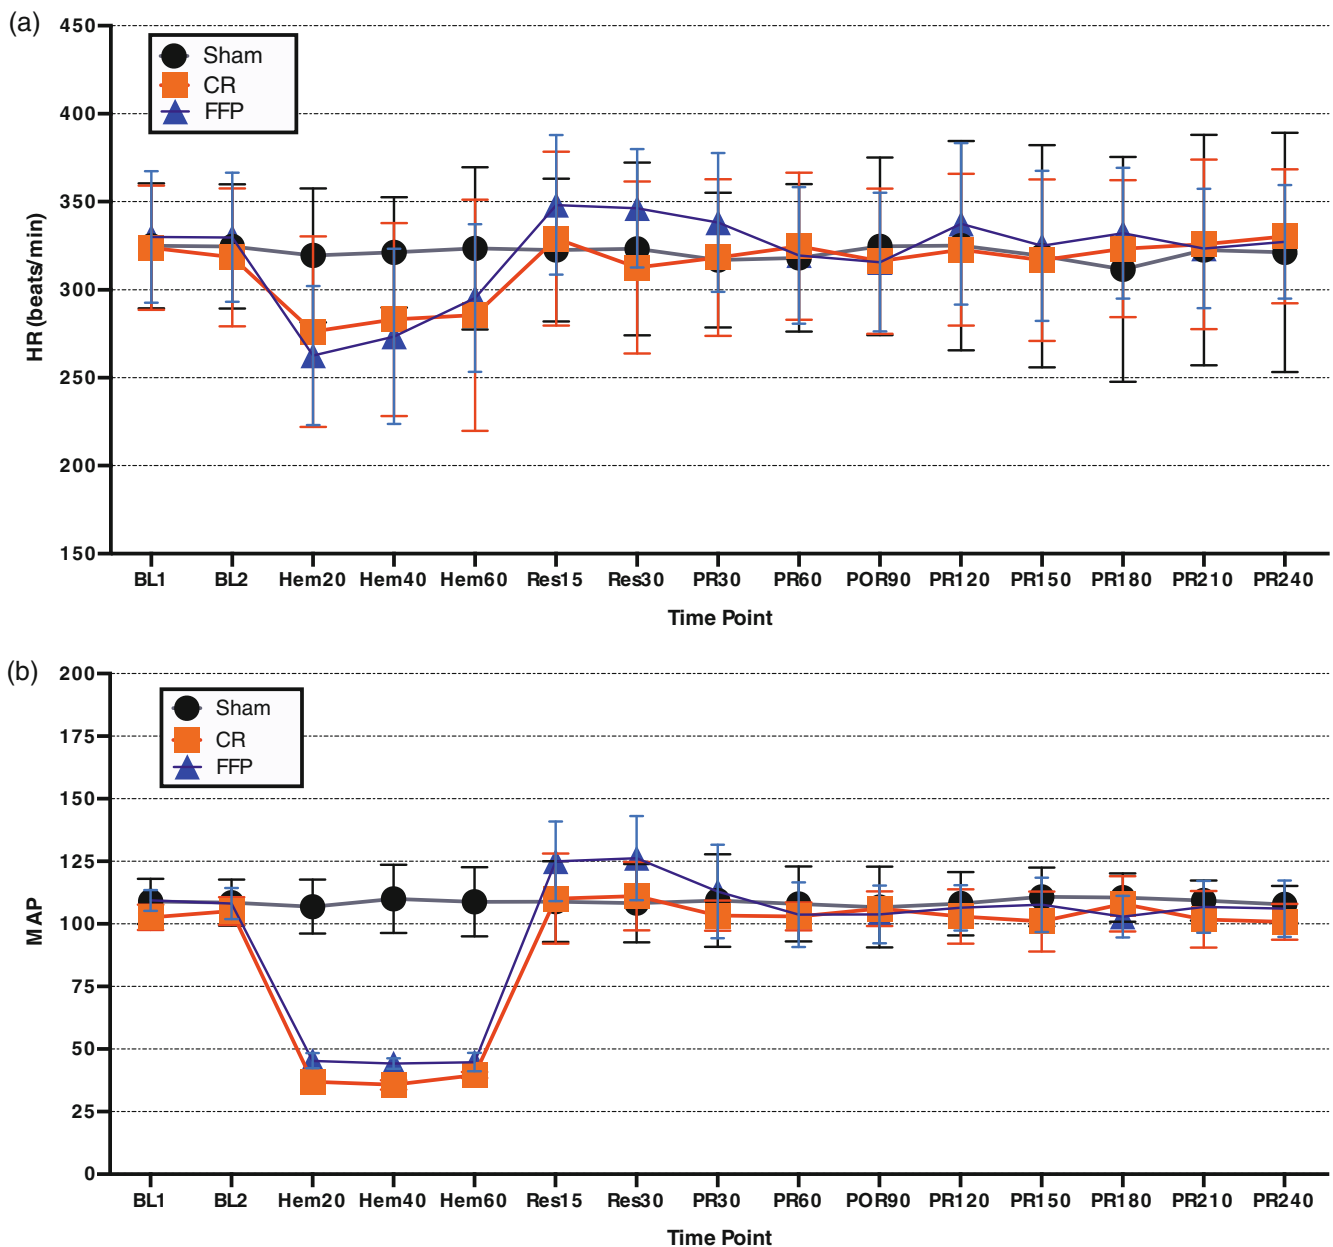 (a)
450
400
350
300
250
200
150
HR (beats/min)
Sham
CR
FFP
BL1 BL2 Hem20 Hem40 Hem60 Res15 Res30 PR30 PR60 POR90 PR120 PR150 PR180 PR210 PR240
Time Point
(b)
200
175
150
125
100
75
50
25
0
MAP
Sham
CR
FFP
BL1 BL2 Hem20 Hem40 Hem60 Res15 Res30 PR30 PR60 POR90 PR120 PR150 PR180 PR210 PR240
Time Point